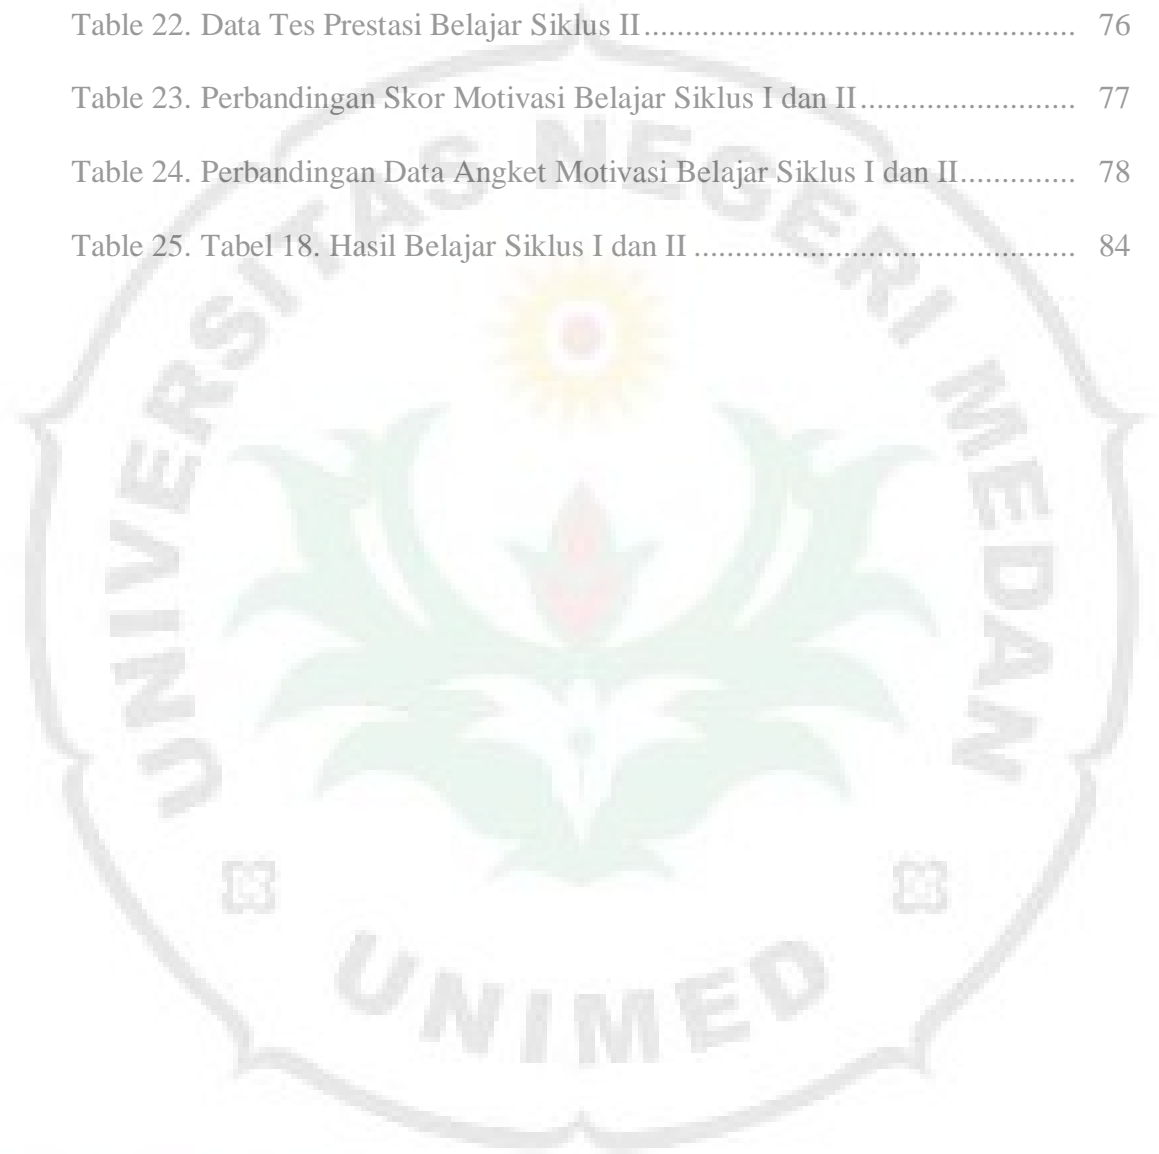 Table 22. Data Tes Prestasi Belajar Siklus II .................................................... 76
Table 23. Perbandingan Skor Motivasi Belajar Siklus I dan II .......................... 77
Table 24. Perbandingan Data Angket Motivasi Belajar Siklus I dan II.............. 78
Table 25. Tabel 18. Hasil Belajar Siklus I dan II .............................................. 84
UNIVERSITAS NEGERI MEDAN
UNIMED